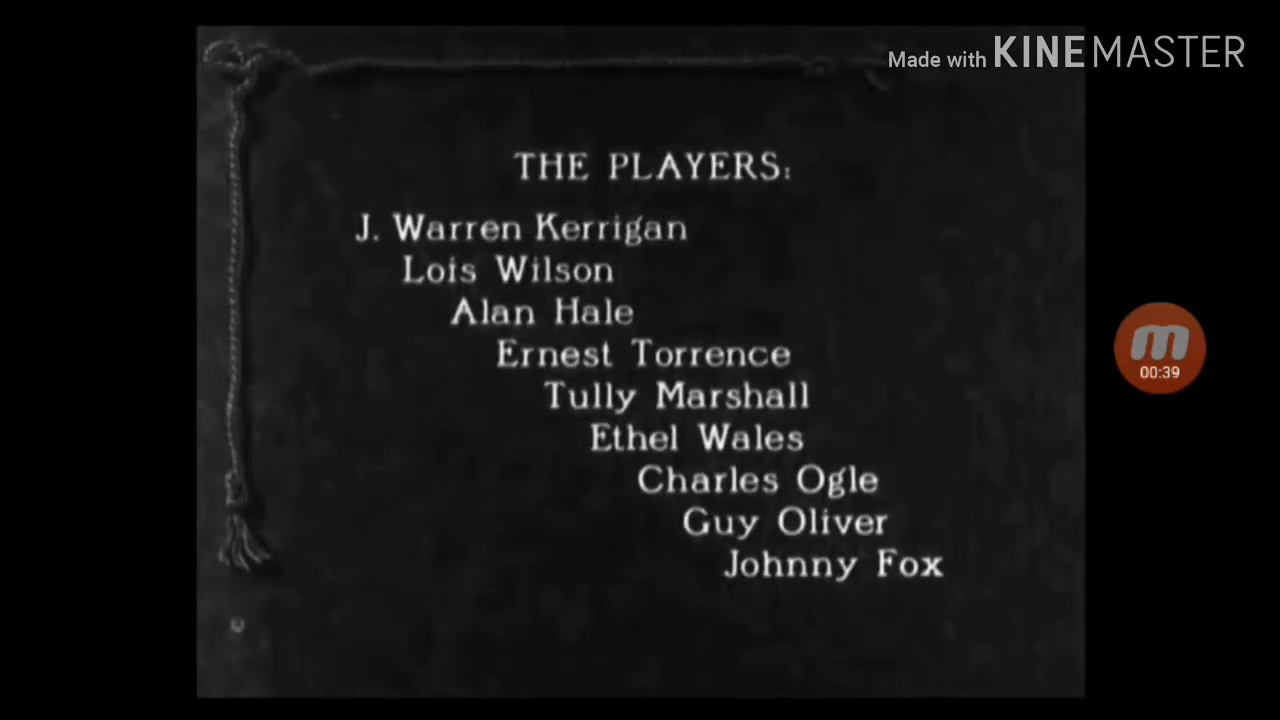 Made with KINEMASTER
THE PLAYERS:
J. Warren Kerrigan
Lois Wilson
Alan Hale
Ernest Torrence
Tully Marshall
Ethel Wales
Charles Ogle
Guy Oliver
Johnny Fox
00:39